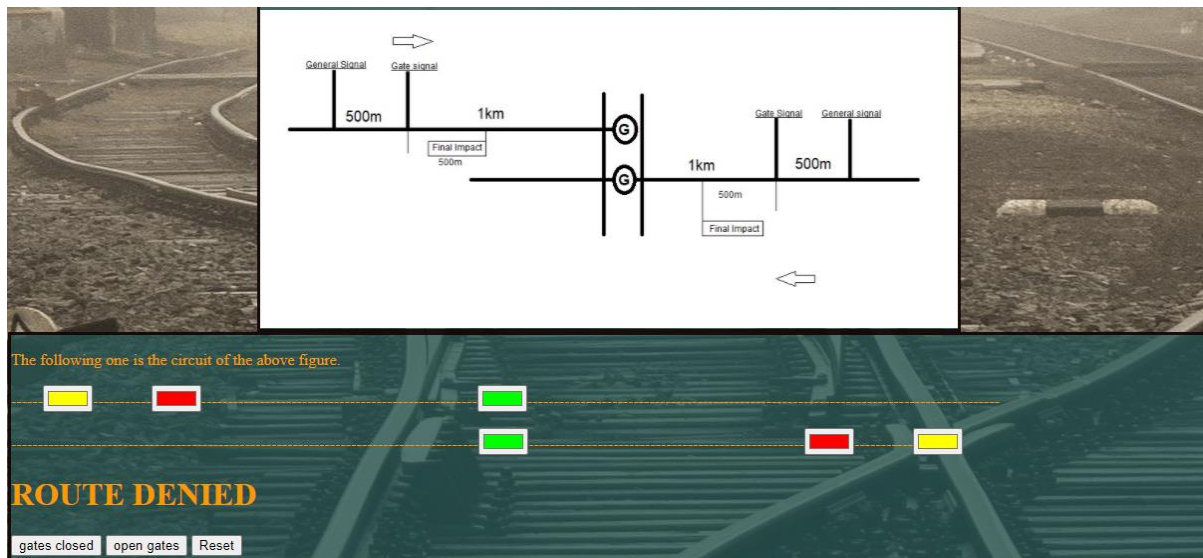 General Signal Gate signal
500m 1km
G
Final Impact
500m
Gate Signal General signal
1km 500m
G
500m
Final Impact
The following one is the circuit of the above figure.
ROUTE DENIED
gates closed open gates Reset